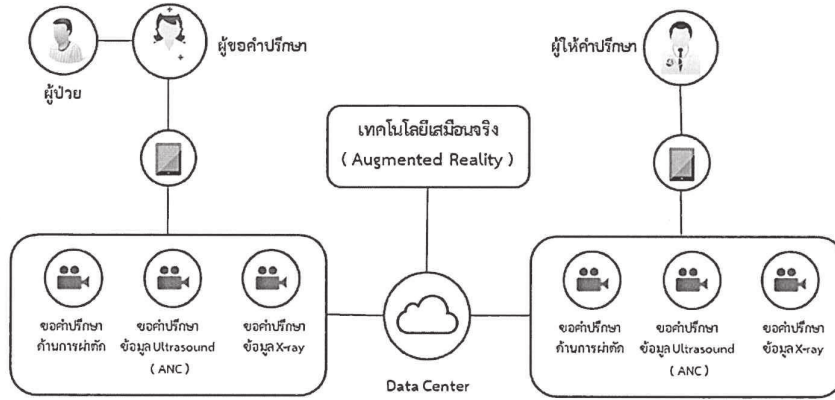 ผู้ขอคำปรึกษา
ผู้ให้คำปรึกษา
ผู้ป่วย
เทคโนโลยีเสมือนจริง
( Augmented Reality )
ขอคำปรึกษา
ด้านการผ่าตัด
ขอคำปรึกษา
ข้อมูล Ultrasound
( ANC )
ขอคำปรึกษา
ข้อมูล X-ray
Data Center
ขอคำปรึกษา
ด้านการผ่าตัด
ขอคำปรึกษา
ข้อมูล Ultrasound
( ANC )
ขอคำปรึกษา
ข้อมูล X-ray